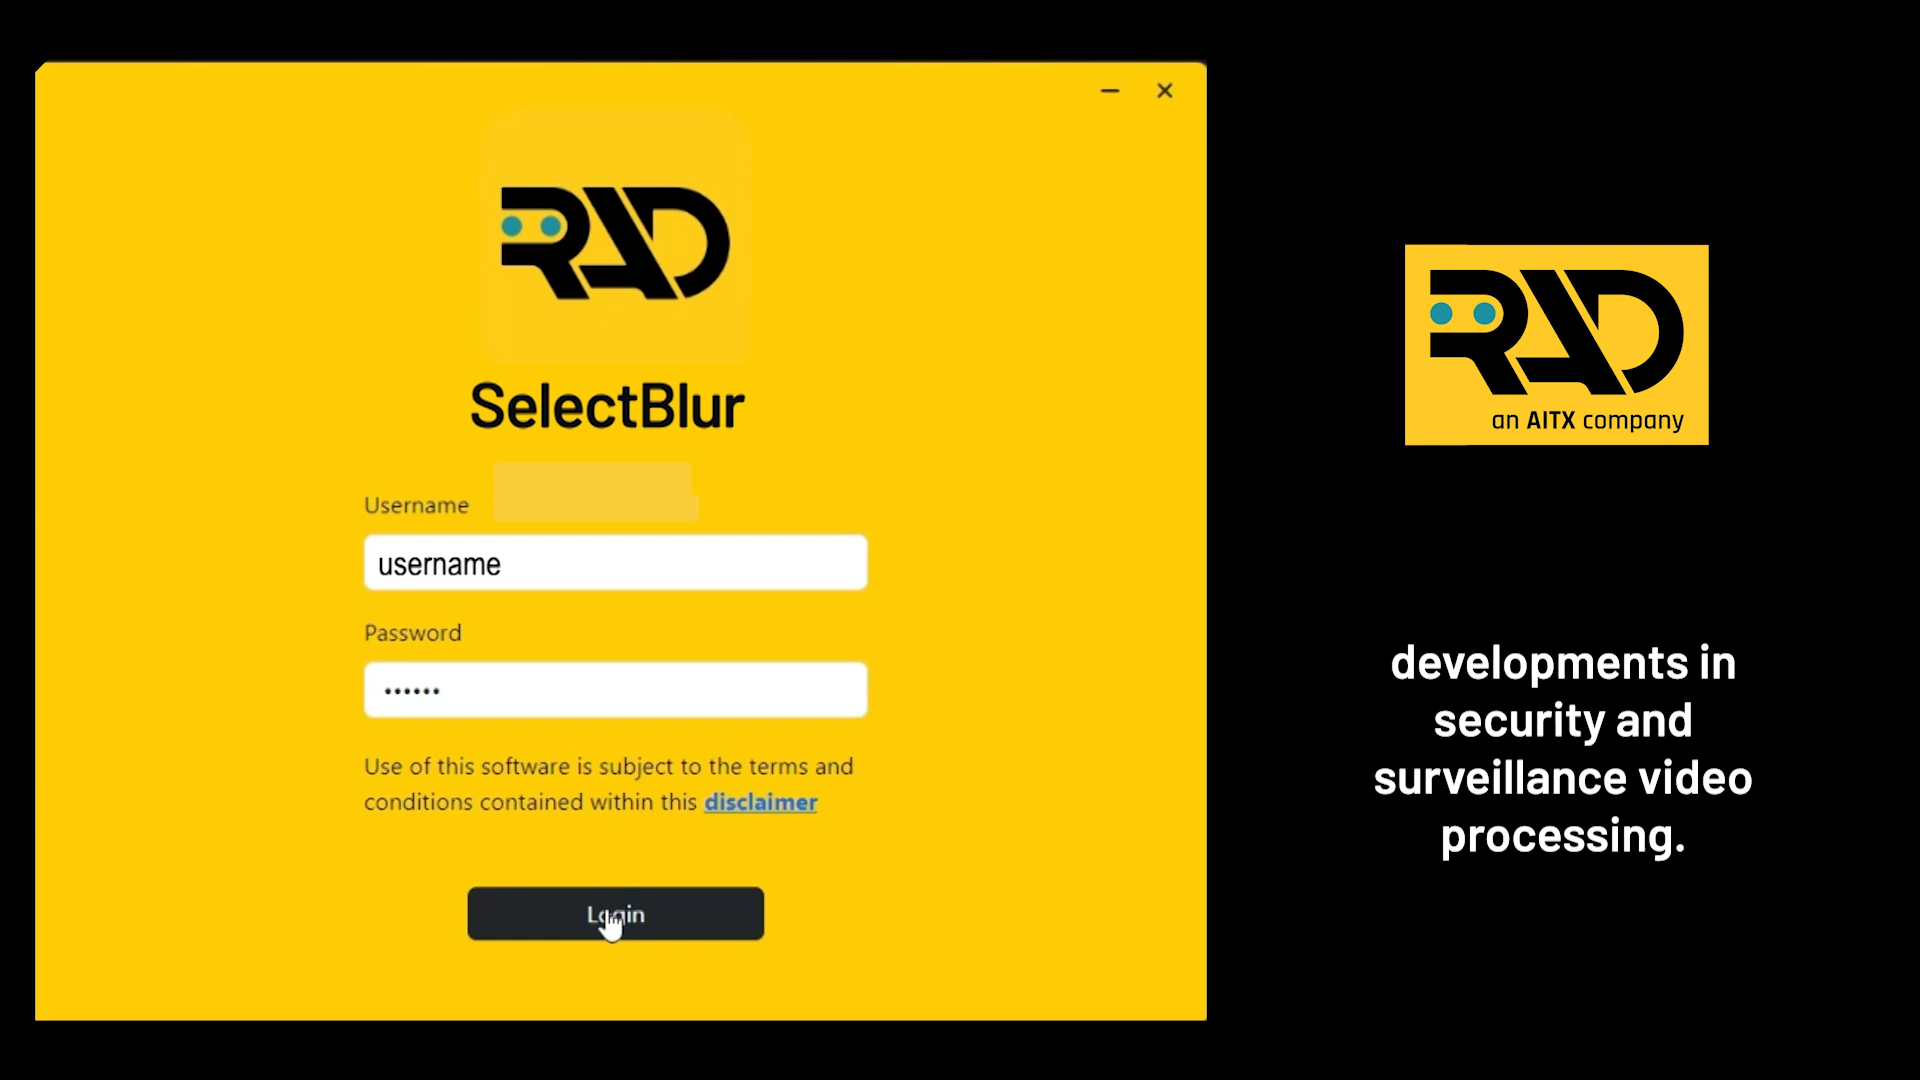 RAD
SelectBlur
Username
username
Password
••••••
Use of this software is subject to the terms and
conditions contained within this disclaimer
Login
RAD
an AITX company
developments in
security and
surveillance video
processing.